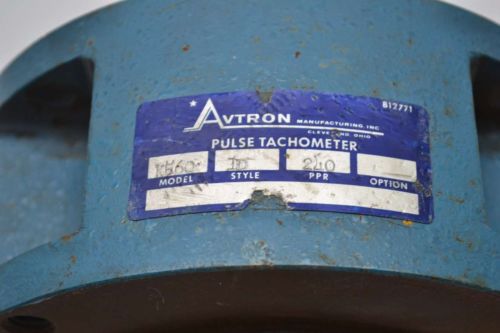 B12771
AVTRON MANUFACTURING, INC.
CLEVELAND OHIO
PULSE TACHOMETER
240
MODEL STYLE PPR OPTION